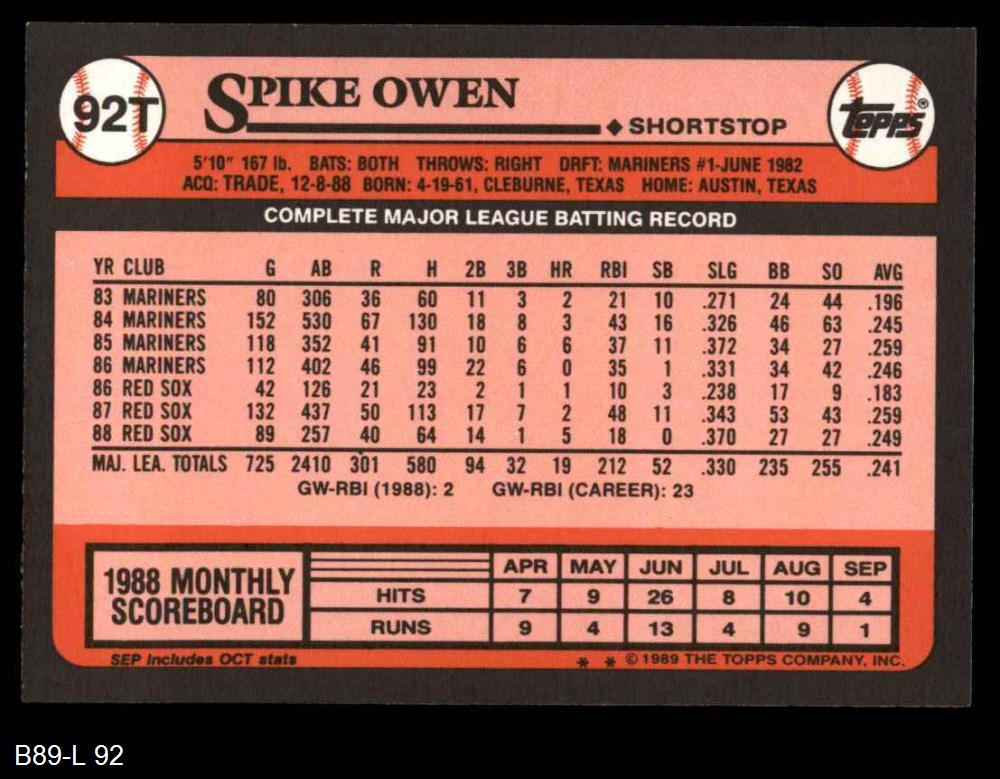 92T
SPIKE OWEN
◆ SHORTSTOP
TOPPS®
5'10" 167 lb. BATS: BOTH THROWS: RIGHT DRFT: MARINERS #1-JUNE 1982
ACQ: TRADE, 12-8-88 BORN: 4-19-61, CLEBURNE, TEXAS HOME: AUSTIN, TEXAS
COMPLETE MAJOR LEAGUE BATTING RECORD
YR CLUB G AB R H 2B 3B HR RBI SB SLG BB SO AVG
83 MARINERS 80 306 36 60 11 3 2 21 10 .271 24 44 .196
84 MARINERS 152 530 67 130 18 8 3 43 16 .326 46 63 .245
85 MARINERS 118 352 41 91 10 6 6 37 11 .372 34 27 .259
86 MARINERS 112 402 46 99 22 6 0 35 1 .331 34 42 .246
86 RED SOX 42 126 21 23 2 1 1 10 3 .238 17 9 .183
87 RED SOX 132 437 50 113 17 7 2 48 11 .343 53 43 .259
88 RED SOX 89 257 40 64 14 1 5 18 0 .370 27 27 .249
MAJ. LEA. TOTALS 725 2410 301 580 94 32 19 212 52 .330 235 255 .241
GW-RBI (1988): 2 GW-RBI (CAREER): 23
1988 MONTHLY
SCOREBOARD
APR MAY JUN JUL AUG SEP
HITS 7 9 26 8 10 4
RUNS 9 4 13 4 9 1
SEP Includes OCT stats
* * ©1989 THE TOPPS COMPANY, INC.
B89-L 92